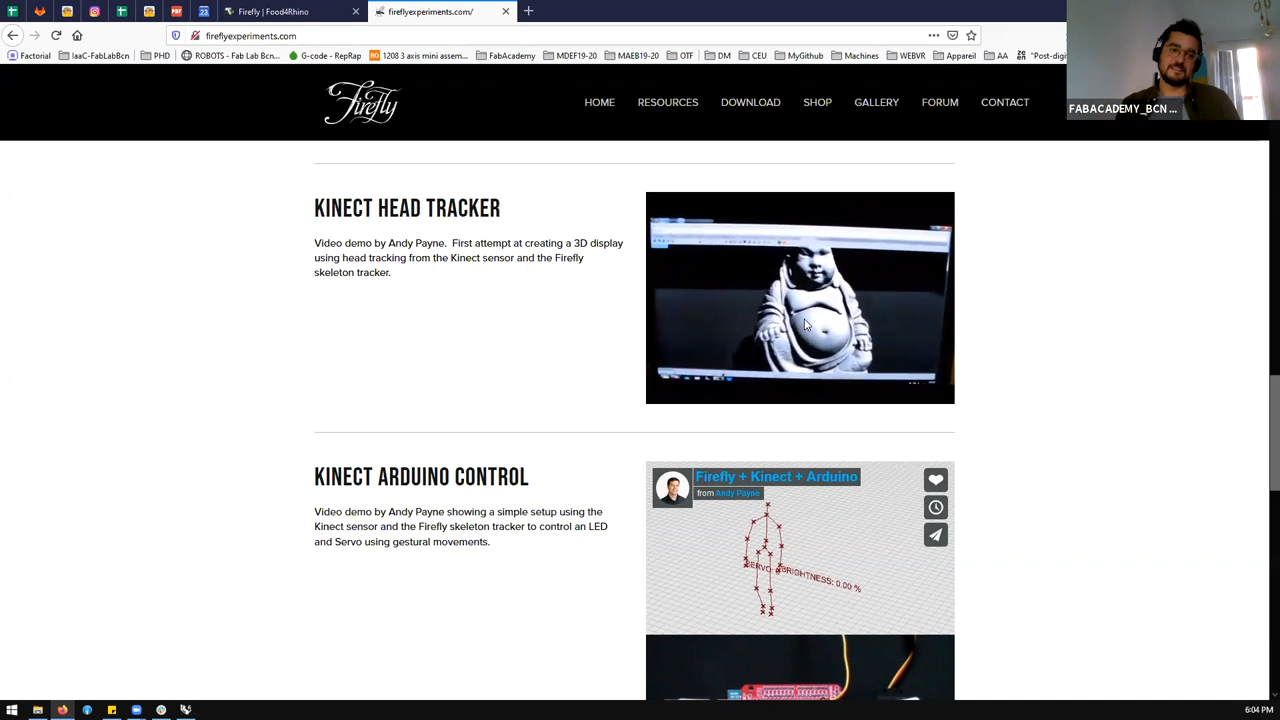 Firefly | Food4Rhino
fireflyexperiments.com/
fireflyexperiments.com
Factorial
IaaC-FabLabBcn
PHD
ROBOTS - Fab Lab Bcn...
G-code - RepRap
1208 3 axis mini assem...
FabAcademy
MDEF19-20
MAEB19-20
OTF
DM
CEU
MyGithub
Machines
WEBVR
Appareil
AA
"Post-digi
FABACADEMY_BCN ...
Firefly
HOME
RESOURCES
DOWNLOAD
SHOP
GALLERY
FORUM
CONTACT
KINECT HEAD TRACKER
Video demo by Andy Payne. First attempt at creating a 3D display
using head tracking from the Kinect sensor and the Firefly
skeleton tracker.
KINECT ARDUINO CONTROL
Video demo by Andy Payne showing a simple setup using the
Kinect sensor and the Firefly skeleton tracker to control an LED
and Servo using gestural movements.
Firefly + Kinect + Arduino
from Andy Payne
BRIGHTNESS: 0.00 %
6:04 PM